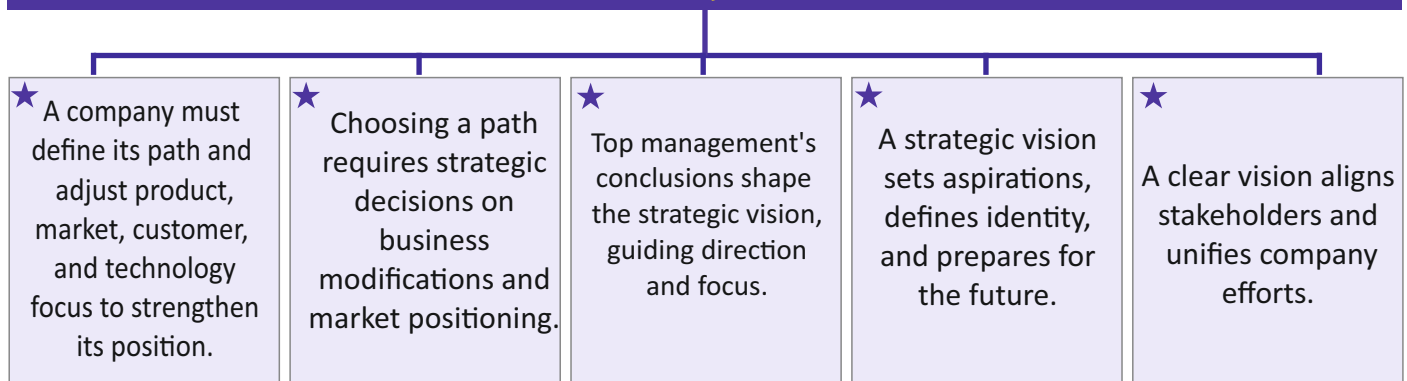 A company must
define its path and
adjust product,
market, customer,
and technology
focus to strengthen
its position.
Choosing a path
requires strategic
decisions on
business
modifications and
market positioning.
Top management's
conclusions shape
the strategic vision,
guiding direction
and focus.
A strategic vision
sets aspirations,
defines identity,
and prepares for
the future.
A clear vision aligns
stakeholders and
unifies company
efforts.